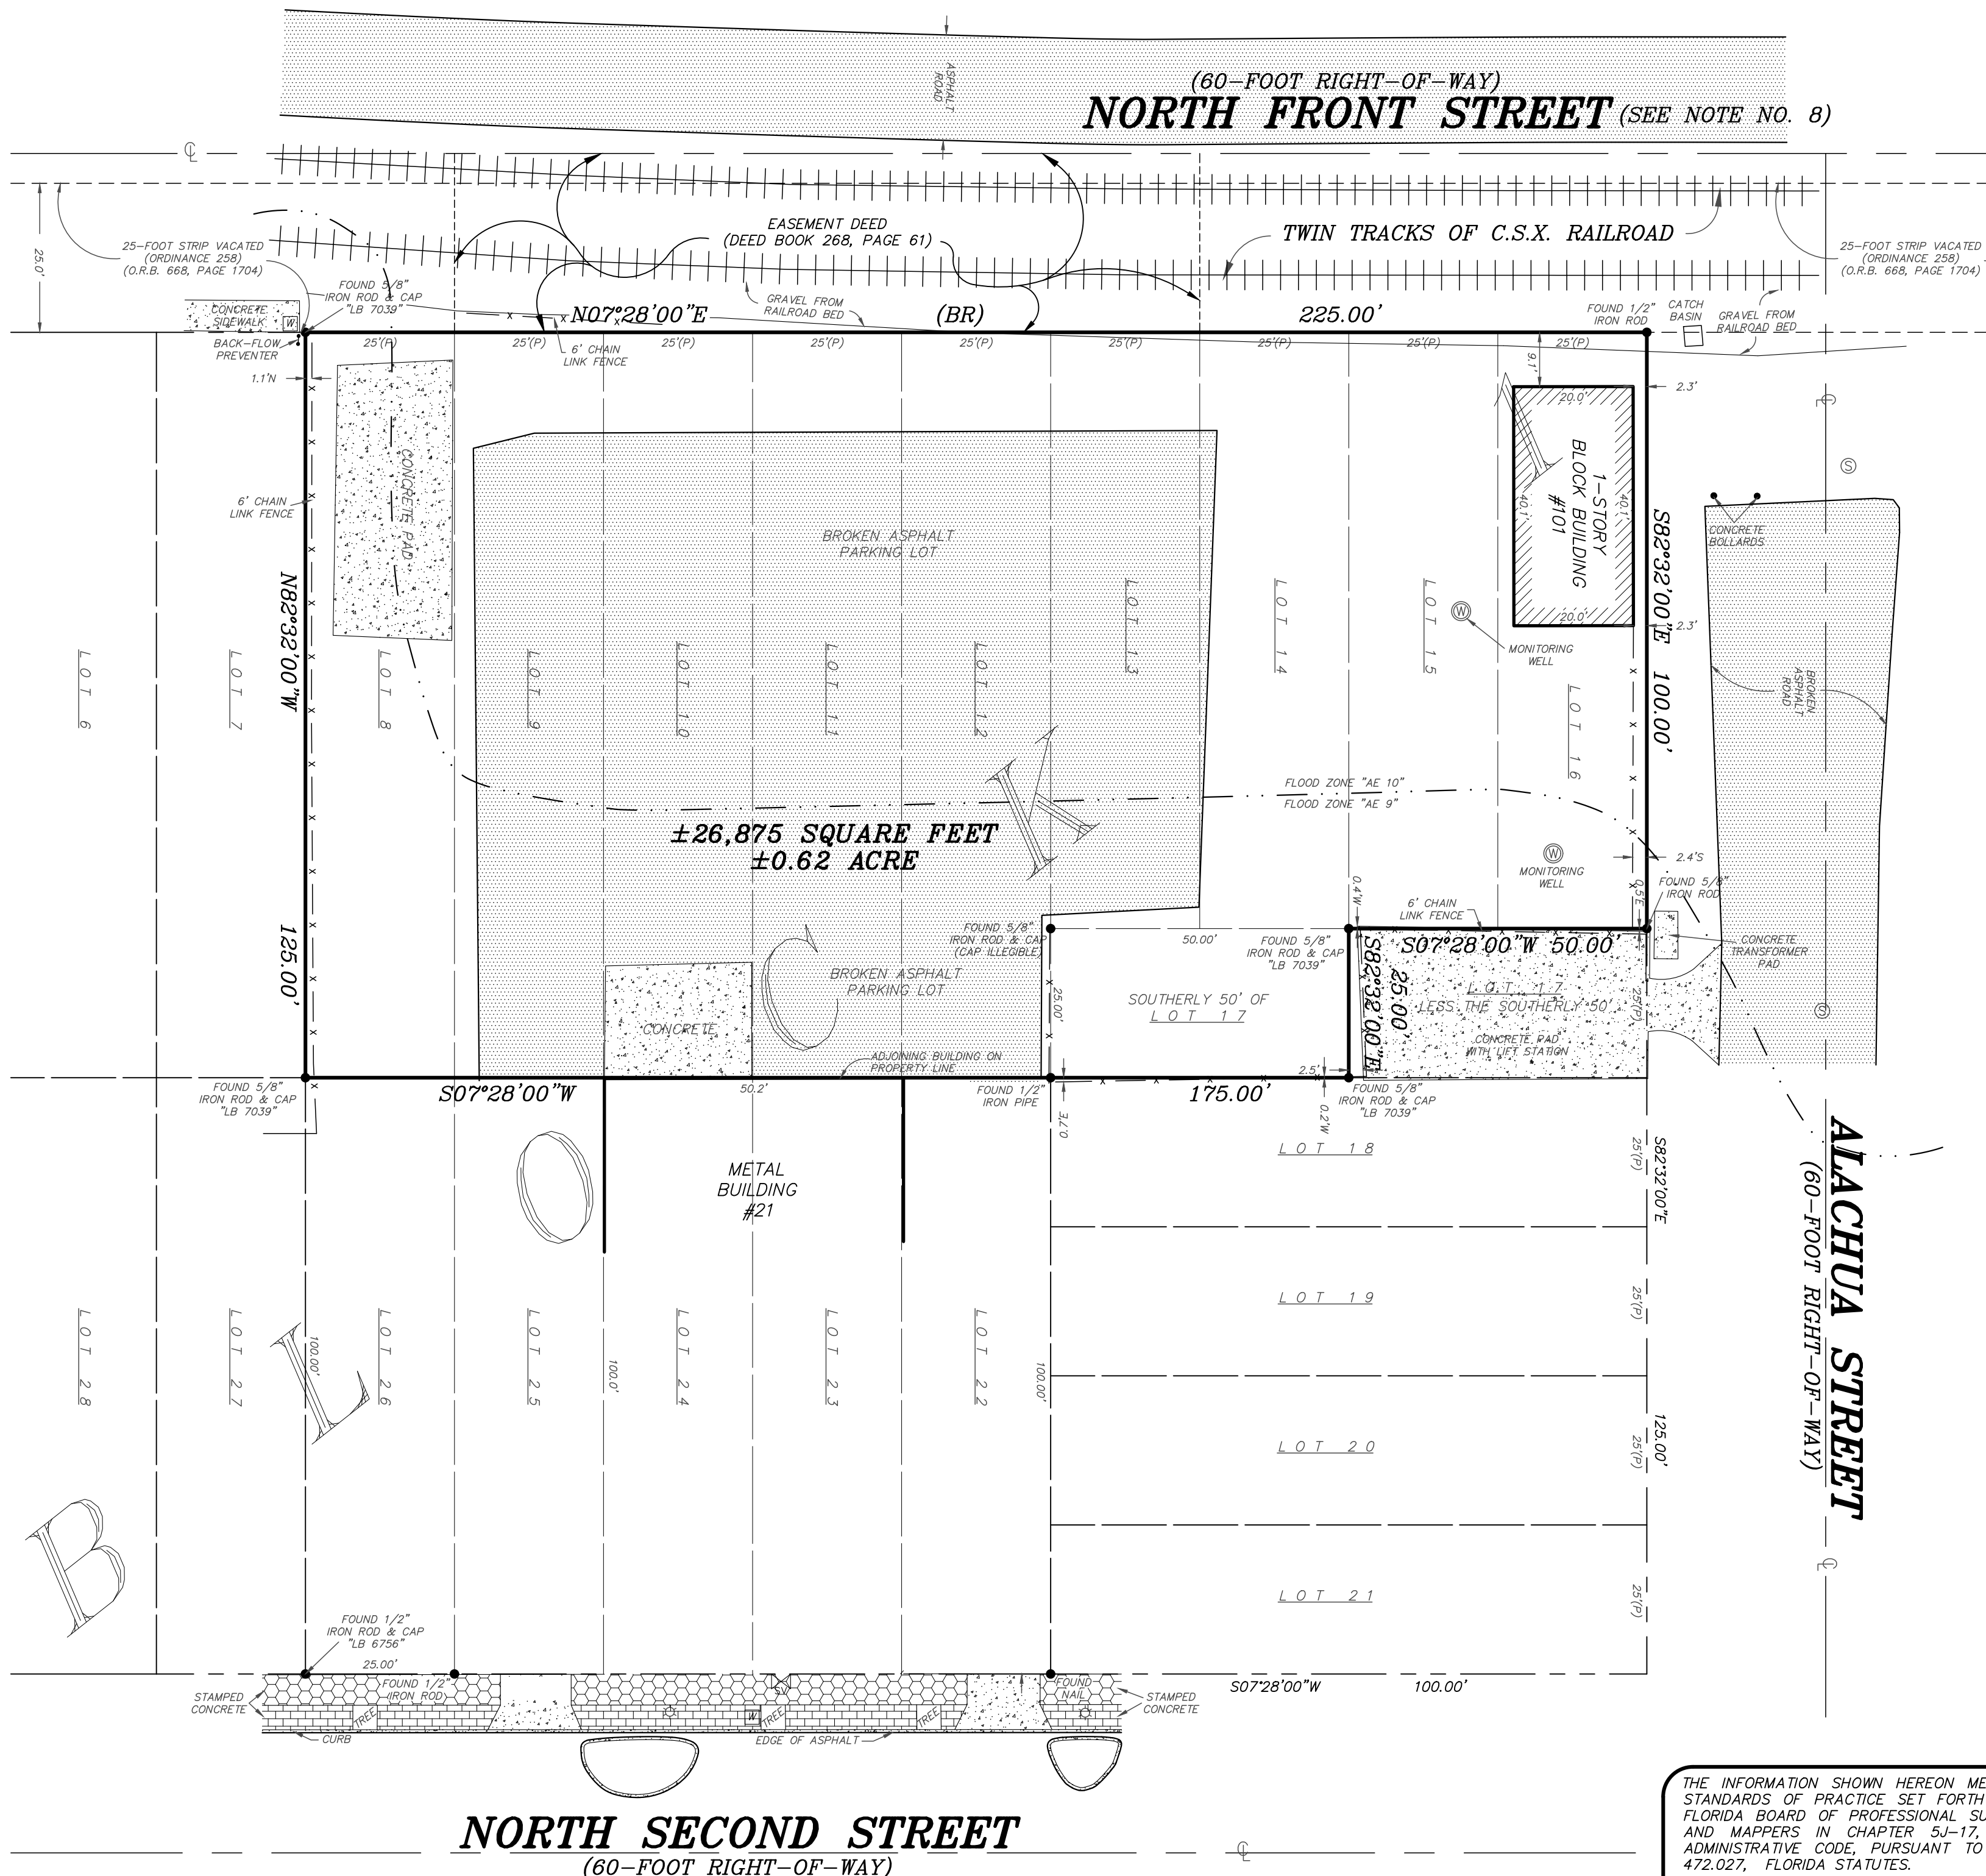 (60-FOOT RIGHT-OF-WAY)
NORTH FRONT STREET (SEE NOTE NO. 8)
ASPHALT
ROAD
℄
25.0'
25-FOOT STRIP VACATED
(ORDINANCE 258)
(O.R.B. 668, PAGE 1704)
EASEMENT DEED
(DEED BOOK 268, PAGE 61)
TWIN TRACKS OF C.S.X. RAILROAD
25-FOOT STRIP VACATED
(ORDINANCE 258)
(O.R.B. 668, PAGE 1704)
FOUND 5/8"
IRON ROD & CAP
"LB 7039"
CONCRETE
SIDEWALK
W
BACK-FLOW
PREVENTER
N07°28'00"E
(BR)
225.00'
GRAVEL FROM
RAILROAD BED
FOUND 1/2"
IRON ROD
CATCH
BASIN
GRAVEL FROM
RAILROAD BED
25'(P)
25'(P)
25'(P)
25'(P)
25'(P)
25'(P)
25'(P)
25'(P)
25'(P)
6' CHAIN
LINK FENCE
1.1'N
9.1'
2.3'
20.0'
40.1'
40.1'
1-STORY
BLOCK BUILDING
#101
20.0'
2.3'
℄
S
6' CHAIN
LINK FENCE
CONCRETE PAD
BROKEN ASPHALT
PARKING LOT
CONCRETE
BOLLARDS
N82°32'00"W
125.00'
S82°32'00"E 100.00'
W
MONITORING
WELL
BROKEN
ASPHALT
ROAD
LOT 6
LOT 7
LOT 8
LOT 9
LOT 10
LOT 11
LOT 12
LOT 13
LOT 14
LOT 15
LOT 16
FLOOD ZONE "AE 10"
FLOOD ZONE "AE 9"
±26,875 SQUARE FEET
±0.62 ACRE
W
MONITORING
WELL
2.4'S
0.4'W
0.5'E
FOUND 5/8"
IRON ROD
6' CHAIN
LINK FENCE
FOUND 5/8"
IRON ROD & CAP
(CAP ILLEGIBLE)
50.00'
FOUND 5/8"
IRON ROD & CAP
"LB 7039"
S07°28'00"W 50.00'
CONCRETE
TRANSFORMER
PAD
S82°32'00"E
25.00'
BROKEN ASPHALT
PARKING LOT
CONCRETE
25.00'
SOUTHERLY 50' OF
LOT 17
LOT 17
LESS THE SOUTHERLY 50'
25'(P)
CONCRETE PAD
WITH LIFT STATION
S
ADJOINING BUILDING ON
PROPERTY LINE
2.5'
FOUND 5/8"
IRON ROD & CAP
"LB 7039"
S07°28'00"W
50.2'
FOUND 1/2"
IRON PIPE
0.7'E
175.00'
0.2'W
FOUND 5/8"
IRON ROD & CAP
"LB 7039"
METAL
BUILDING
#21
LOT 18
25'(P)
S82°32'00"E
ALACHUA STREET
(60-FOOT RIGHT-OF-WAY)
LOT 19
25'(P)
LOT 28
LOT 27
100.00'
LOT 26
LOT 25
100.0'
LOT 24
LOT 23
LOT 22
100.00'
LOT 20
25'(P)
125.00'
LOT 21
25'(P)
℄
BLOCK
1
FOUND 1/2"
IRON ROD & CAP
"LB 6756"
25.00'
FOUND 1/2"
IRON ROD
STAMPED
CONCRETE
TREE
SV
W
TREE
TREE
FOUND
NAIL
STAMPED
CONCRETE
CURB
EDGE OF ASPHALT
S07°28'00"W
100.00'
NORTH SECOND STREET
(60-FOOT RIGHT-OF-WAY)
℄
THE INFORMATION SHOWN HEREON ME
STANDARDS OF PRACTICE SET FORTH
FLORIDA BOARD OF PROFESSIONAL SU
AND MAPPERS IN CHAPTER 5J-17,
ADMINISTRATIVE CODE, PURSUANT TO
472.027, FLORIDA STATUTES.